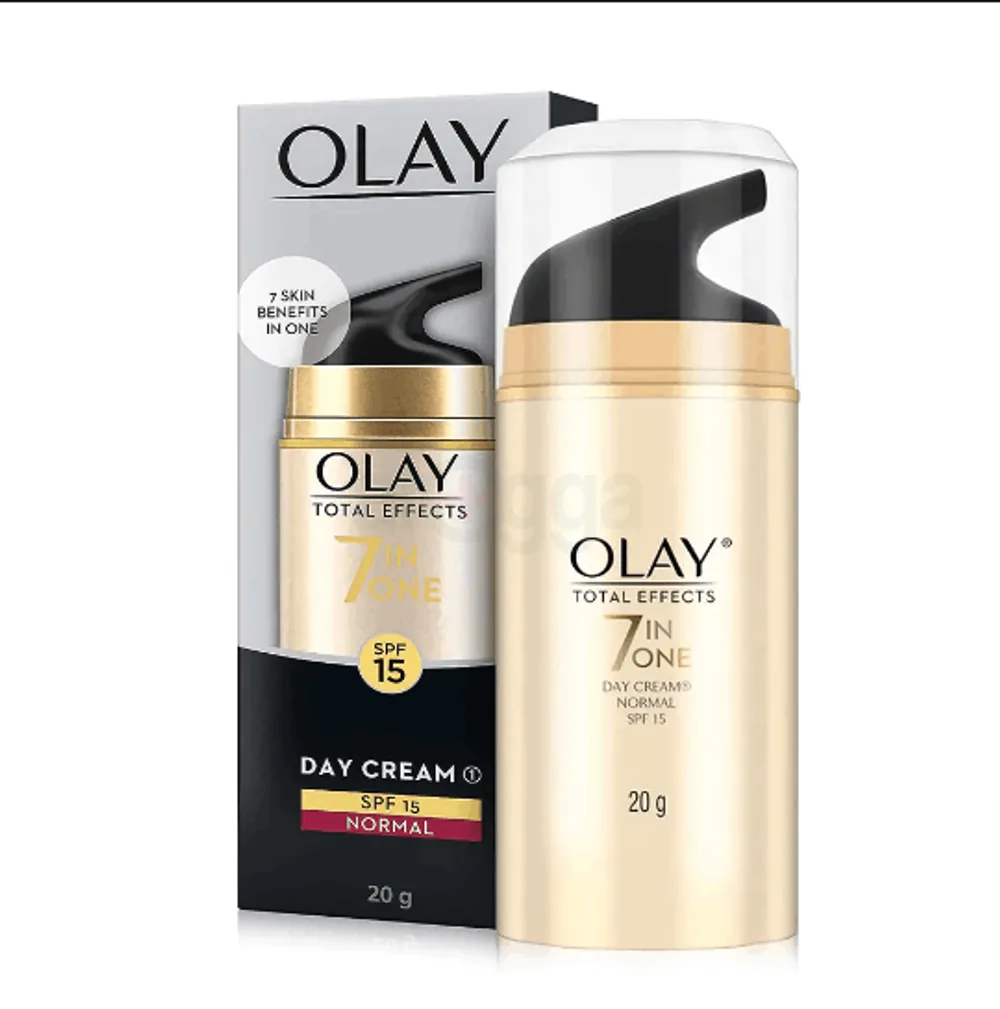 OLAY
7 SKIN
BENEFITS
IN ONE
OLAY
TOTAL EFFECTS
7 IN
ONE
SPF
15
DAY CREAM ①
SPF 15
NORMAL
20 g
OLAY®
TOTAL EFFECTS
7 IN
ONE
DAY CREAM®
NORMAL
SPF 15
20 g